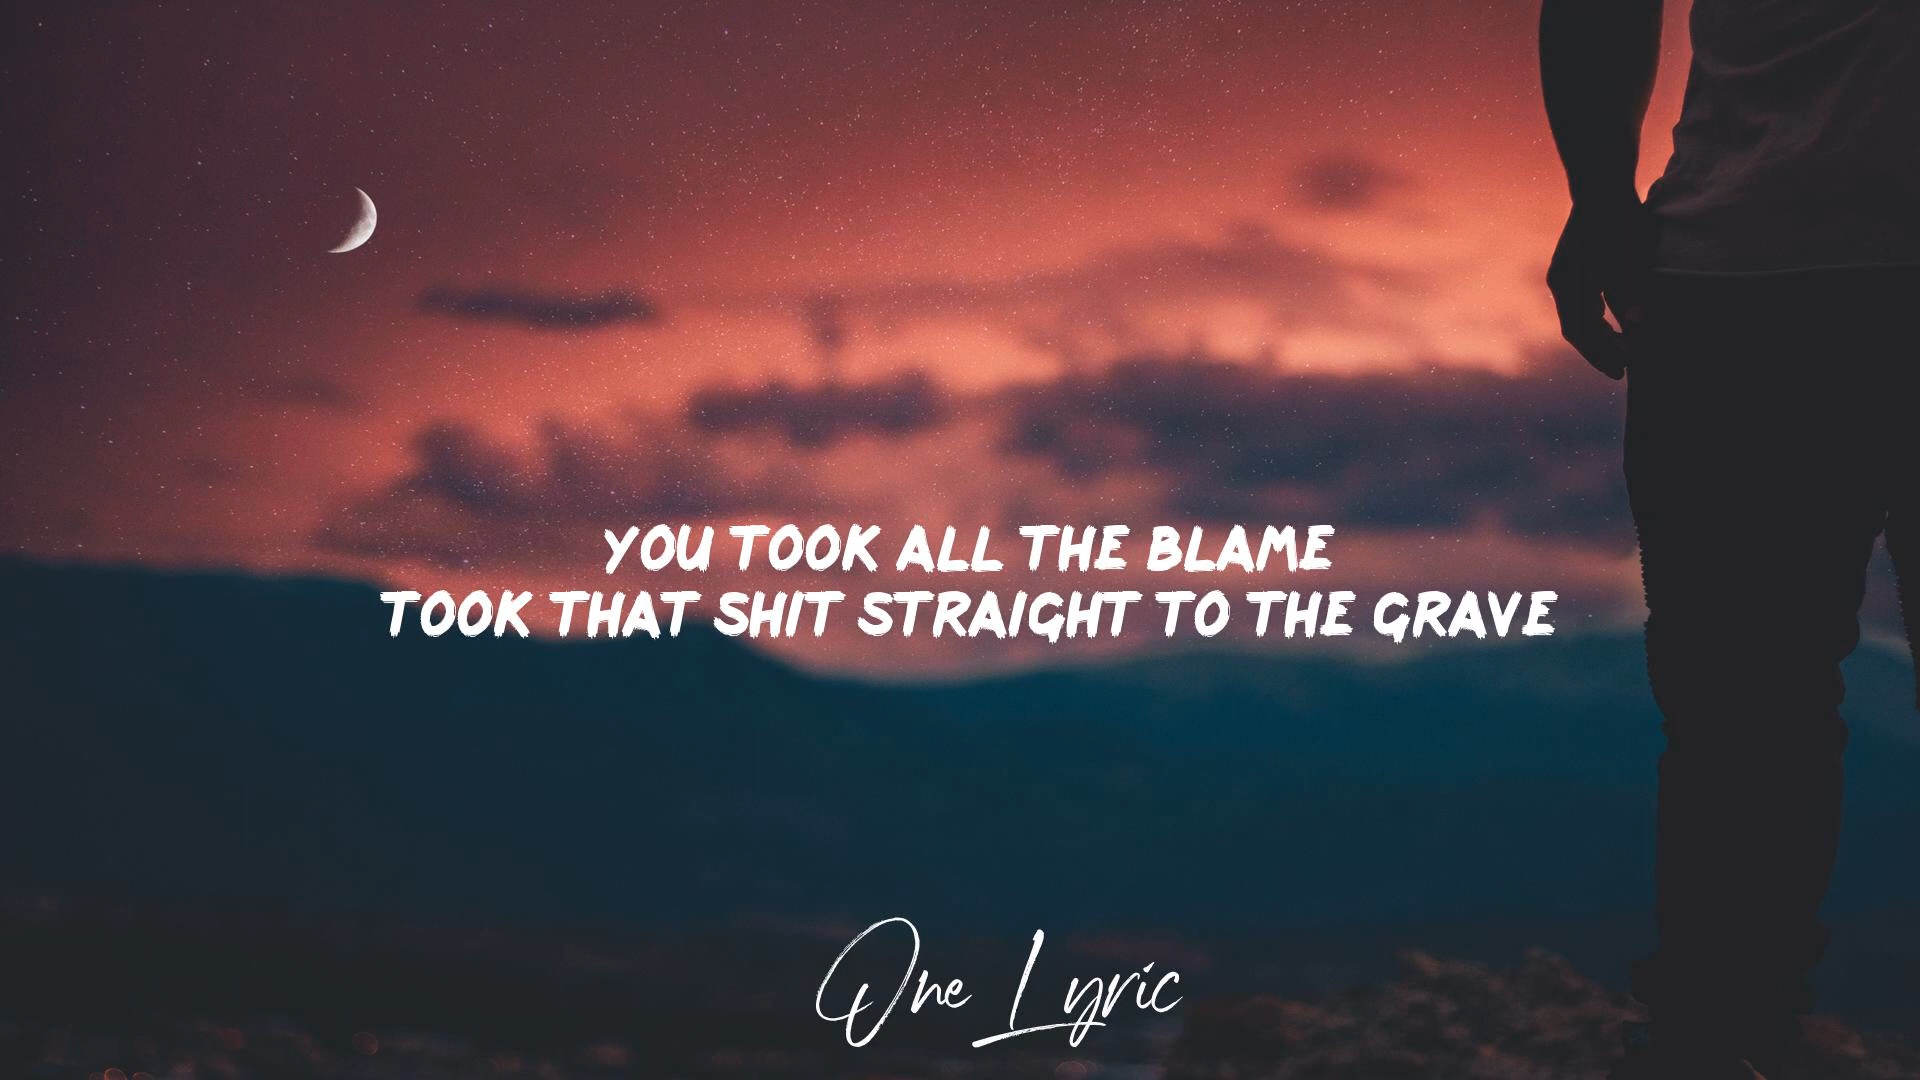 YOU TOOK ALL THE BLAME
TOOK THAT SHIT STRAIGHT TO THE GRAVE
One Lyric